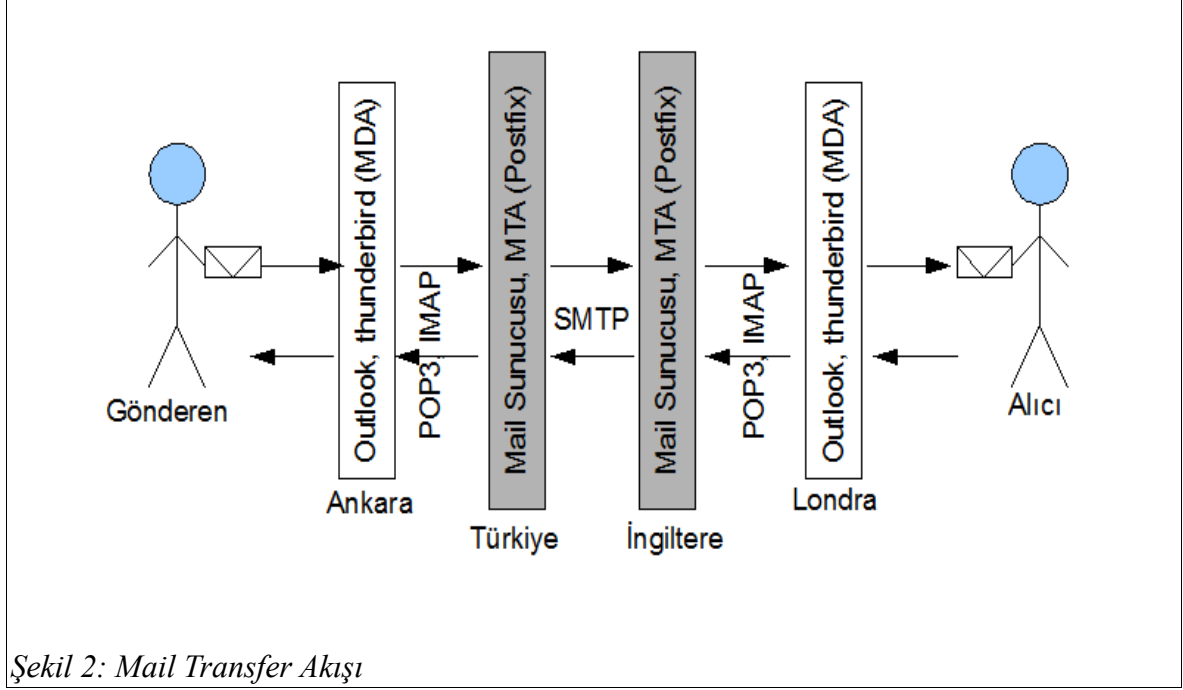 Outlook, thunderbird (MDA)
POP3, IMAP
Mail Sunucusu, MTA (Postfix)
SMTP
Mail Sunucusu, MTA (Postfix)
POP3, IMAP
Outlook, thunderbird (MDA)
Gönderen
Alıcı
Ankara
Londra
Türkiye
İngiltere
Şekil 2: Mail Transfer Akışı